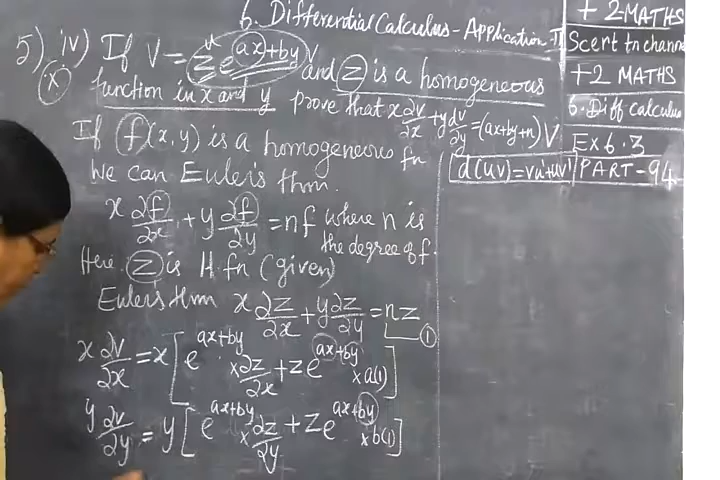 6. Differential Calculus - Application II
5) iv) If V = z e^(ax+by) and z is a homogeneous
function in x and y prove that x ∂V/∂x + y ∂V/∂y = (ax+by+n) V
If f(x,y) is a homogeneous fn
We can Euler's thm.
x ∂f/∂x + y ∂f/∂y = nf where n is
the degree of f.
Here z is H fn (given)
Euler's thm x ∂z/∂x + y ∂z/∂y = nz
①
x ∂V/∂x = x [ e^(ax+by) × ∂z/∂x + z e^(ax+by) × a(1) ]
y ∂V/∂y = y [ e^(ax+by) × ∂z/∂y + z e^(ax+by) × b(1) ]
+2 MATHS
Scert tn channel
+2 MATHS
6. Diff calculus
Ex 6.3
d(uv) = vu' + uv'
PART - 94